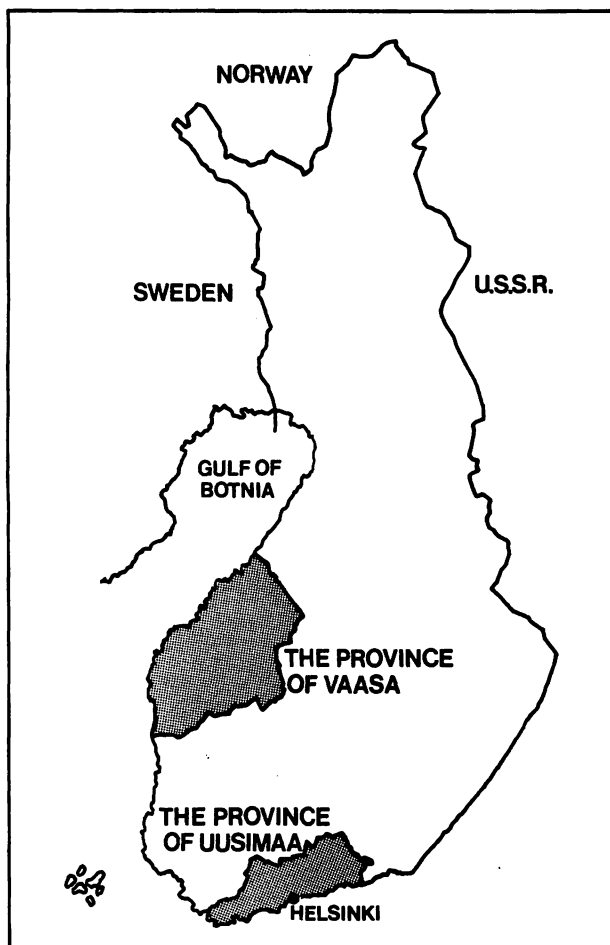 NORWAY
SWEDEN
U.S.S.R.
GULF OF
BOTNIA
THE PROVINCE
OF VAASA
THE PROVINCE
OF UUSIMAA
HELSINKI